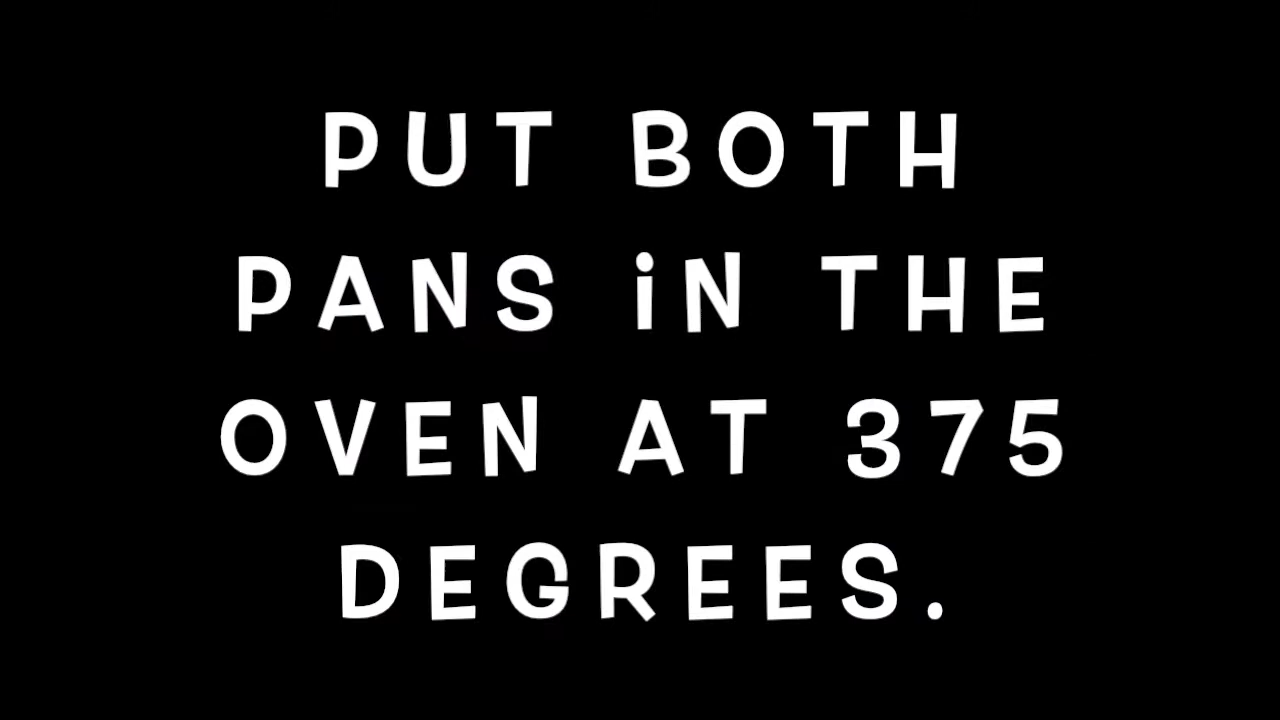 PUT BOTH
PANS iN THE
OVEN AT 375
DEGREES.